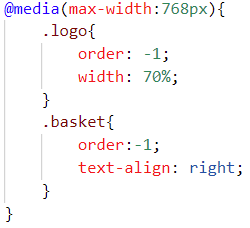 @media(max-width:768px){
    .logo{
        order: -1;
        width: 70%;
    }
    .basket{
        order:-1;
        text-align: right;
    }
}